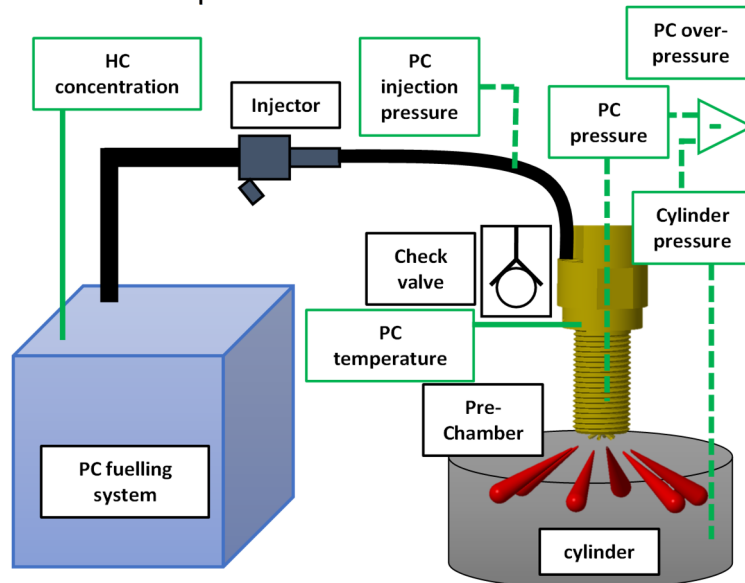 HC
concentration
Injector
PC
injection
pressure
PC over-
pressure
PC
pressure
-
Cylinder
pressure
Check
valve
PC
temperature
Pre-
Chamber
PC fuelling
system
cylinder